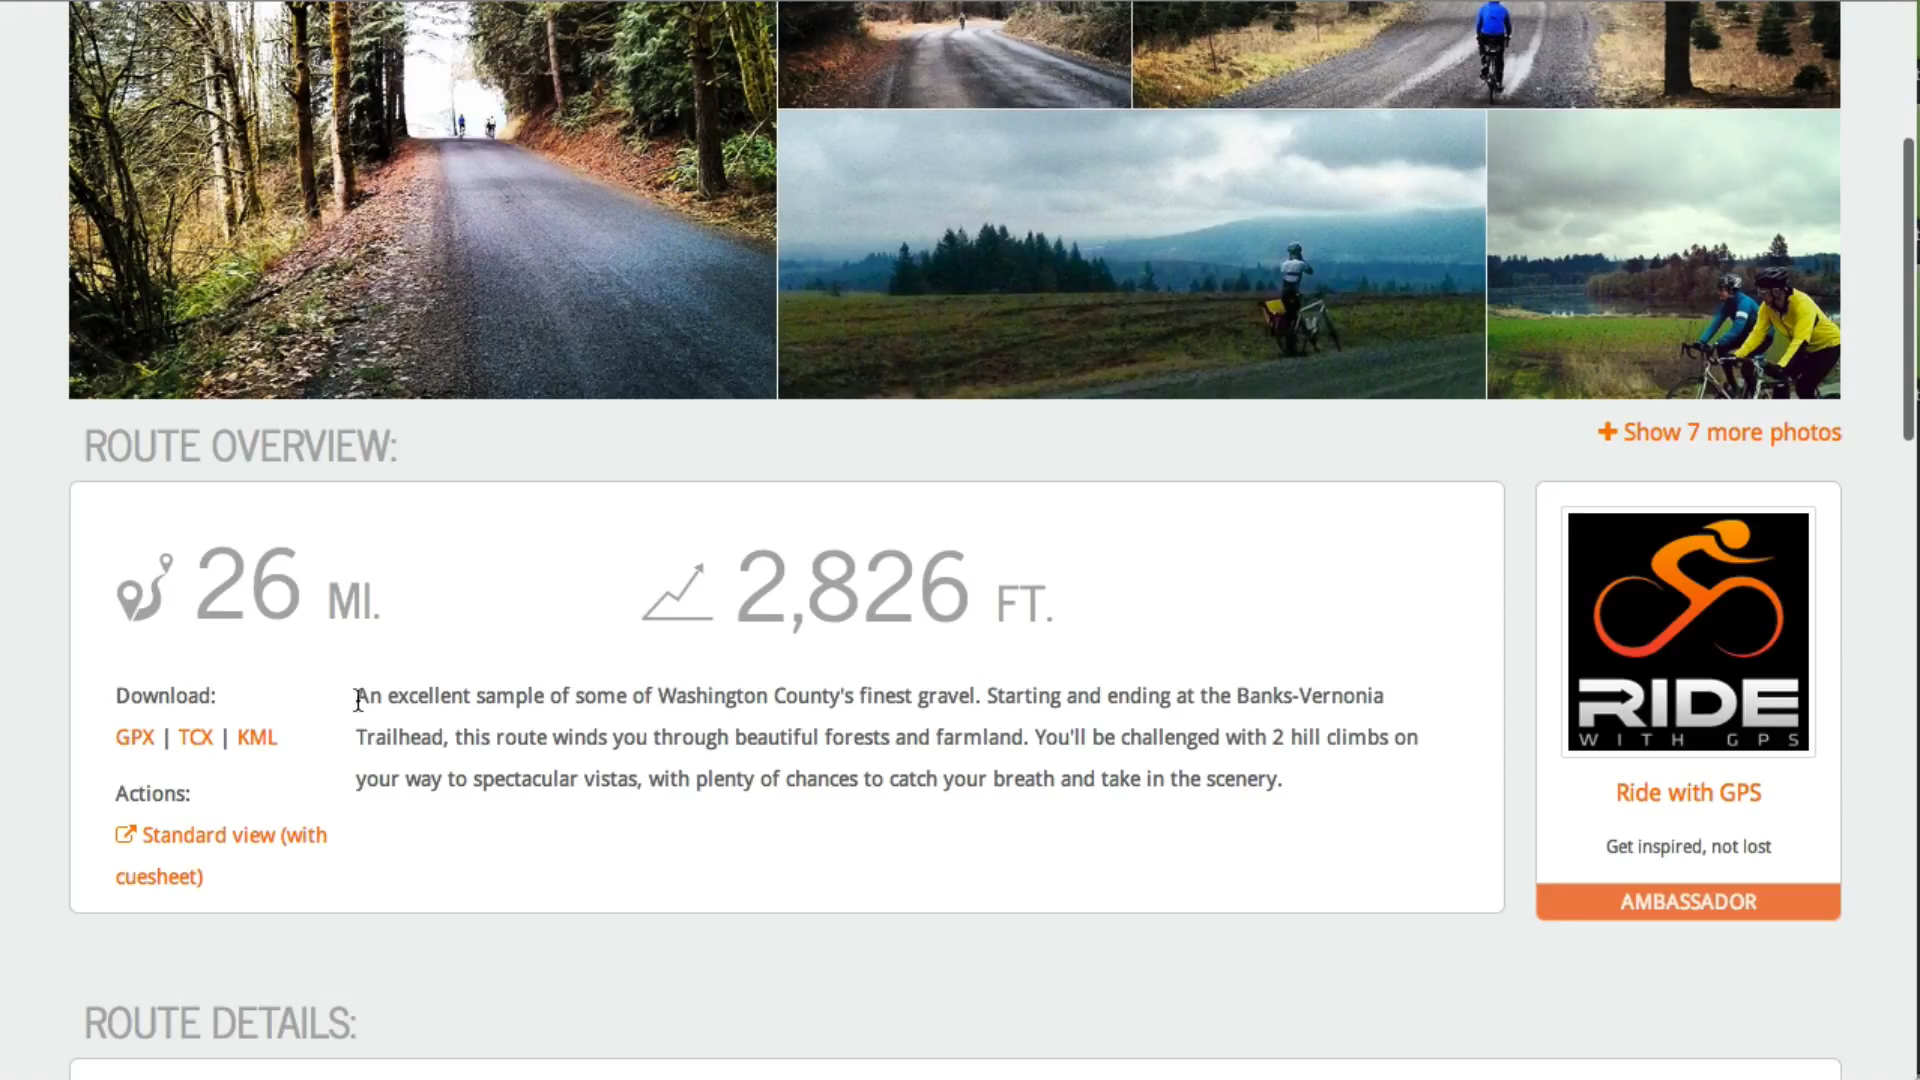 ROUTE OVERVIEW:
Show 7 more photos
26 MI.
2,826 FT.
Download:
GPX | TCX | KML
Actions:
Standard view (with
cuesheet)
An excellent sample of some of Washington County's finest gravel. Starting and ending at the Banks-Vernonia
Trailhead, this route winds you through beautiful forests and farmland. You'll be challenged with 2 hill climbs on
your way to spectacular vistas, with plenty of chances to catch your breath and take in the scenery.
RIDE
WITH GPS
Ride with GPS
Get inspired, not lost
AMBASSADOR
ROUTE DETAILS: